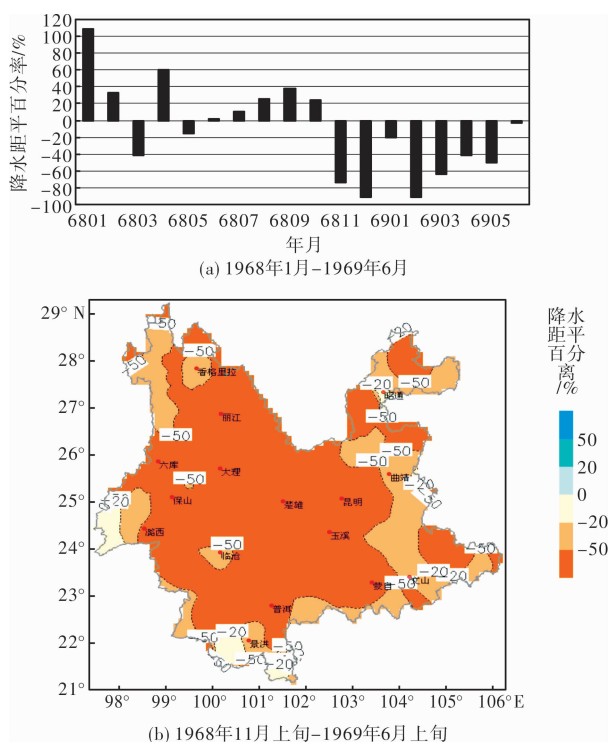 降水距平百分率/%
120
100
80
60
40
20
0
-20
-40
-60
-80
-100
6801 6803 6805 6807 6809 6811 6901 6903 6905
年月
(a) 1968年1月-1969年6月
29° N
28°
27°
26°
25°
24°
23°
22°
21°
98° 99° 100° 101° 102° 103° 104° 105° 106° E
-50
-50
-50
香格里拉
丽江
-50
六库
大理
-50
保山
-20
潞西
楚雄
昆明
玉溪
-50
临沧
普洱
-50
-20
景洪
-50
-50
-20
-20
-20
-50
昭通
-50
-50
-50
曲靖
-20
-50
-20
-50
-20
蒙自
文山
降水
距平
百分
离
/%
50
20
0
-20
-50
(b) 1968年11月上旬-1969年6月上旬